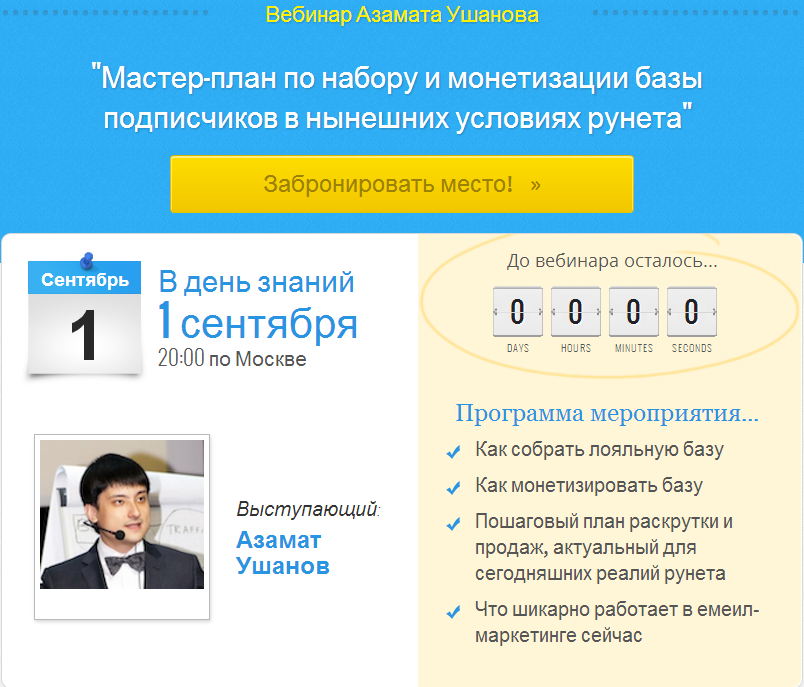 Вебинар Азамата Ушанова
"Мастер-план по набору и монетизации базы
подписчиков в нынешних условиях рунета"
Забронировать место! »
Сентябрь
1
В день знаний
1 сентября
20:00 по Москве
До вебинара осталось...
0 0 0 0
DAYS HOURS MINUTES SECONDS
TRAFF
Выступающий:
Азамат
Ушанов
Программа мероприятия...
Как собрать лояльную базу
Как монетизировать базу
Пошаговый план раскрутки и
продаж, актуальный для
сегодняшних реалий рунета
Что шикарно работает в емеил-
маркетинге сейчас